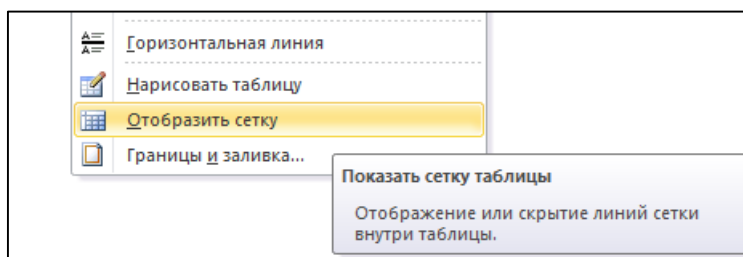 Горизонтальная линия
Нарисовать таблицу
Отобразить сетку
Границы и заливка...
Показать сетку таблицы
Отображение или скрытие линий сетки
внутри таблицы.